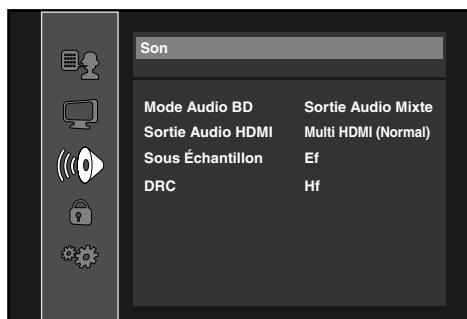 Son
Mode Audio BD Sortie Audio Mixte
Sortie Audio HDMI Multi HDMI (Normal)
Sous Échantillon Ef
DRC Hf